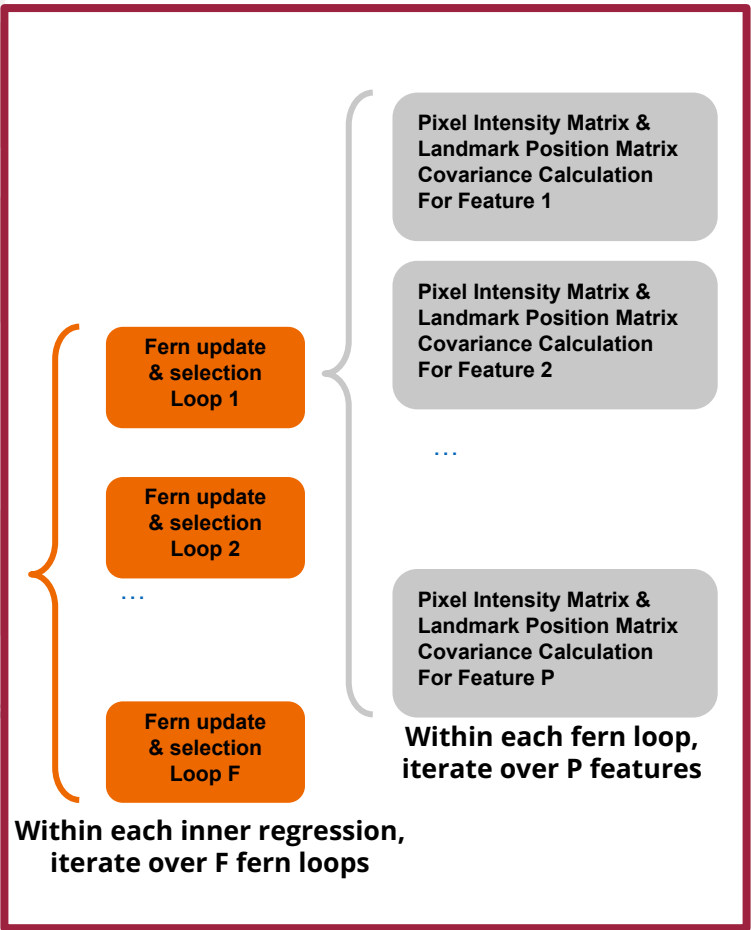 Pixel Intensity Matrix &
Landmark Position Matrix
Covariance Calculation
For Feature 1
Pixel Intensity Matrix &
Landmark Position Matrix
Covariance Calculation
For Feature 2
...
Pixel Intensity Matrix &
Landmark Position Matrix
Covariance Calculation
For Feature P
Within each fern loop,
iterate over P features
Fern update
& selection
Loop 1
Fern update
& selection
Loop 2
...
Fern update
& selection
Loop F
Within each inner regression,
iterate over F fern loops